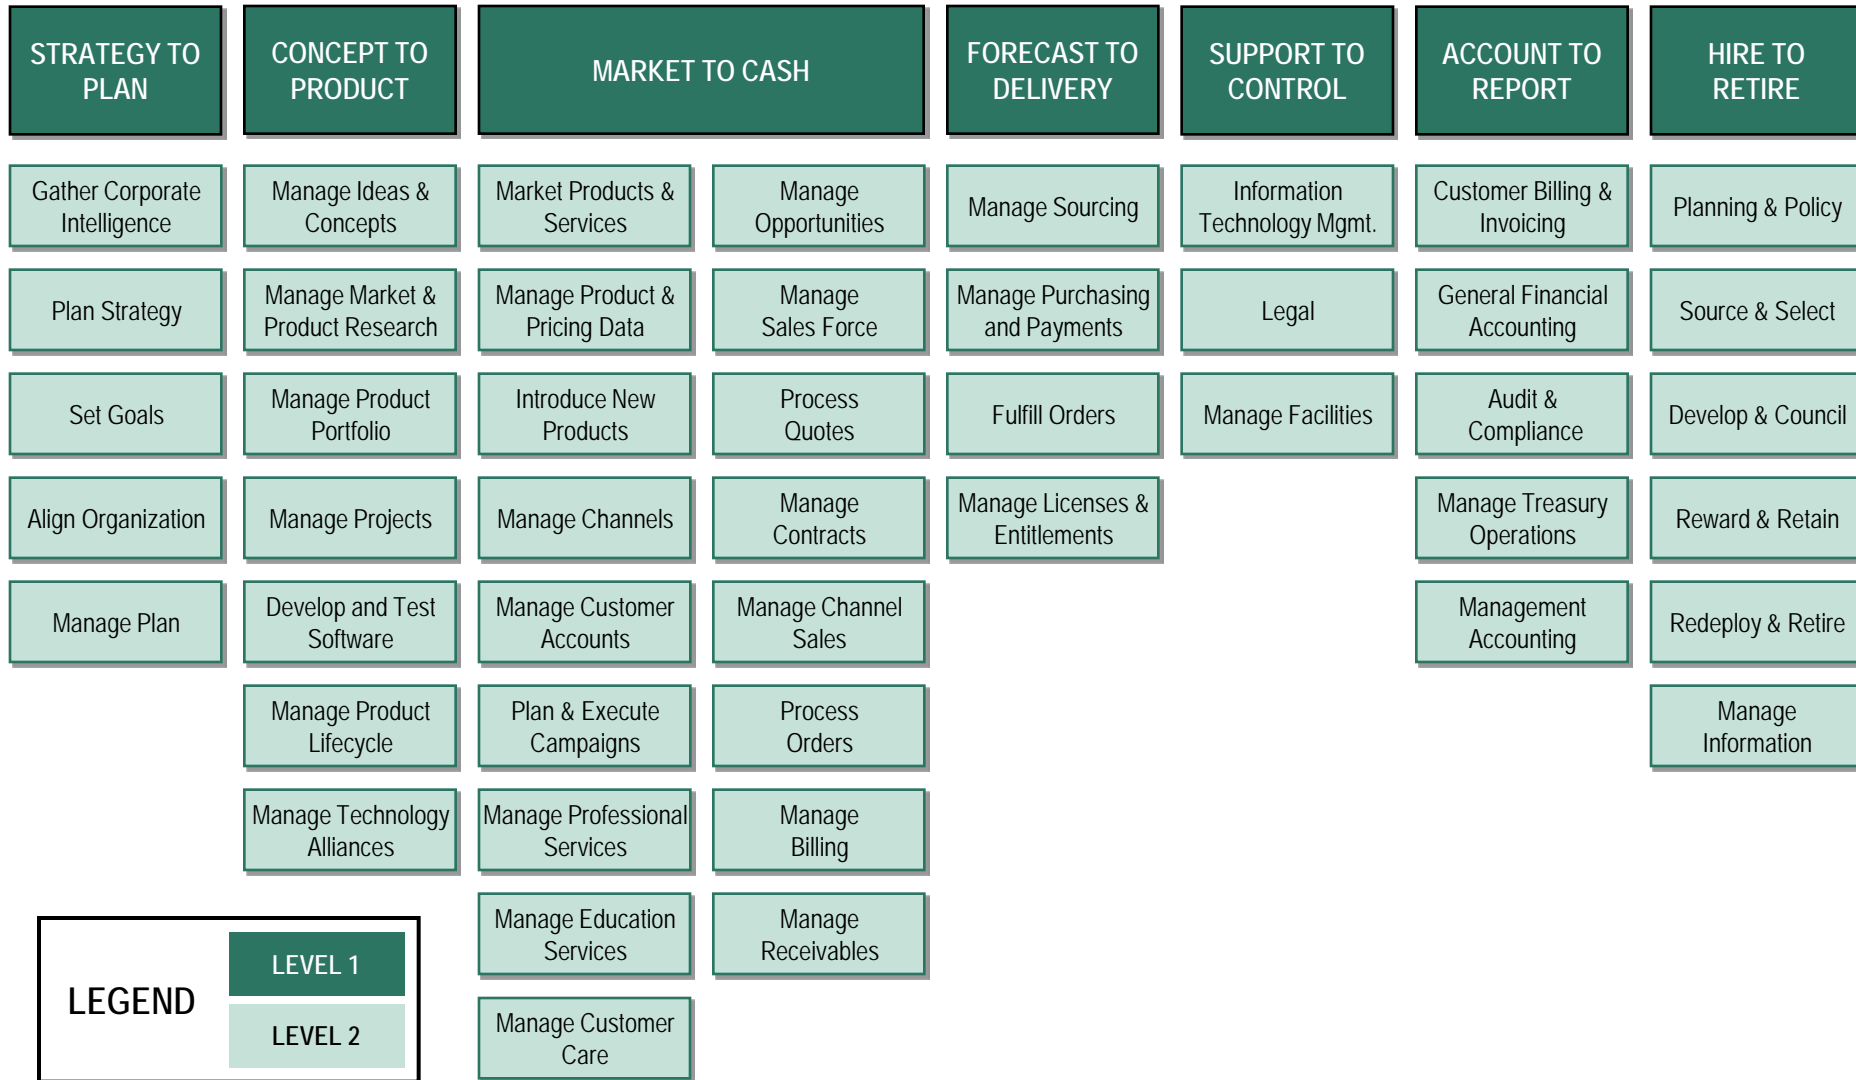 STRATEGY TO
PLAN
Gather Corporate
Intelligence
Plan Strategy
Set Goals
Align Organization
Manage Plan
CONCEPT TO
PRODUCT
Manage Ideas &
Concepts
Manage Market &
Product Research
Manage Product
Portfolio
Manage Projects
Develop and Test
Software
Manage Product
Lifecycle
Manage Technology
Alliances
MARKET TO CASH
Market Products &
Services
Manage Product &
Pricing Data
Introduce New
Products
Manage Channels
Manage Customer
Accounts
Plan & Execute
Campaigns
Manage Professional
Services
Manage Education
Services
Manage Customer
Care
Manage
Opportunities
Manage
Sales Force
Process
Quotes
Manage
Contracts
Manage Channel
Sales
Process
Orders
Manage
Billing
Manage
Receivables
FORECAST TO
DELIVERY
Manage Sourcing
Manage Purchasing
and Payments
Fulfill Orders
Manage Licenses &
Entitlements
SUPPORT TO
CONTROL
Information
Technology Mgmt.
Legal
Manage Facilities
ACCOUNT TO
REPORT
Customer Billing &
Invoicing
General Financial
Accounting
Audit &
Compliance
Manage Treasury
Operations
Management
Accounting
HIRE TO
RETIRE
Planning & Policy
Source & Select
Develop & Council
Reward & Retain
Redeploy & Retire
Manage
Information
LEGEND
LEVEL 1
LEVEL 2